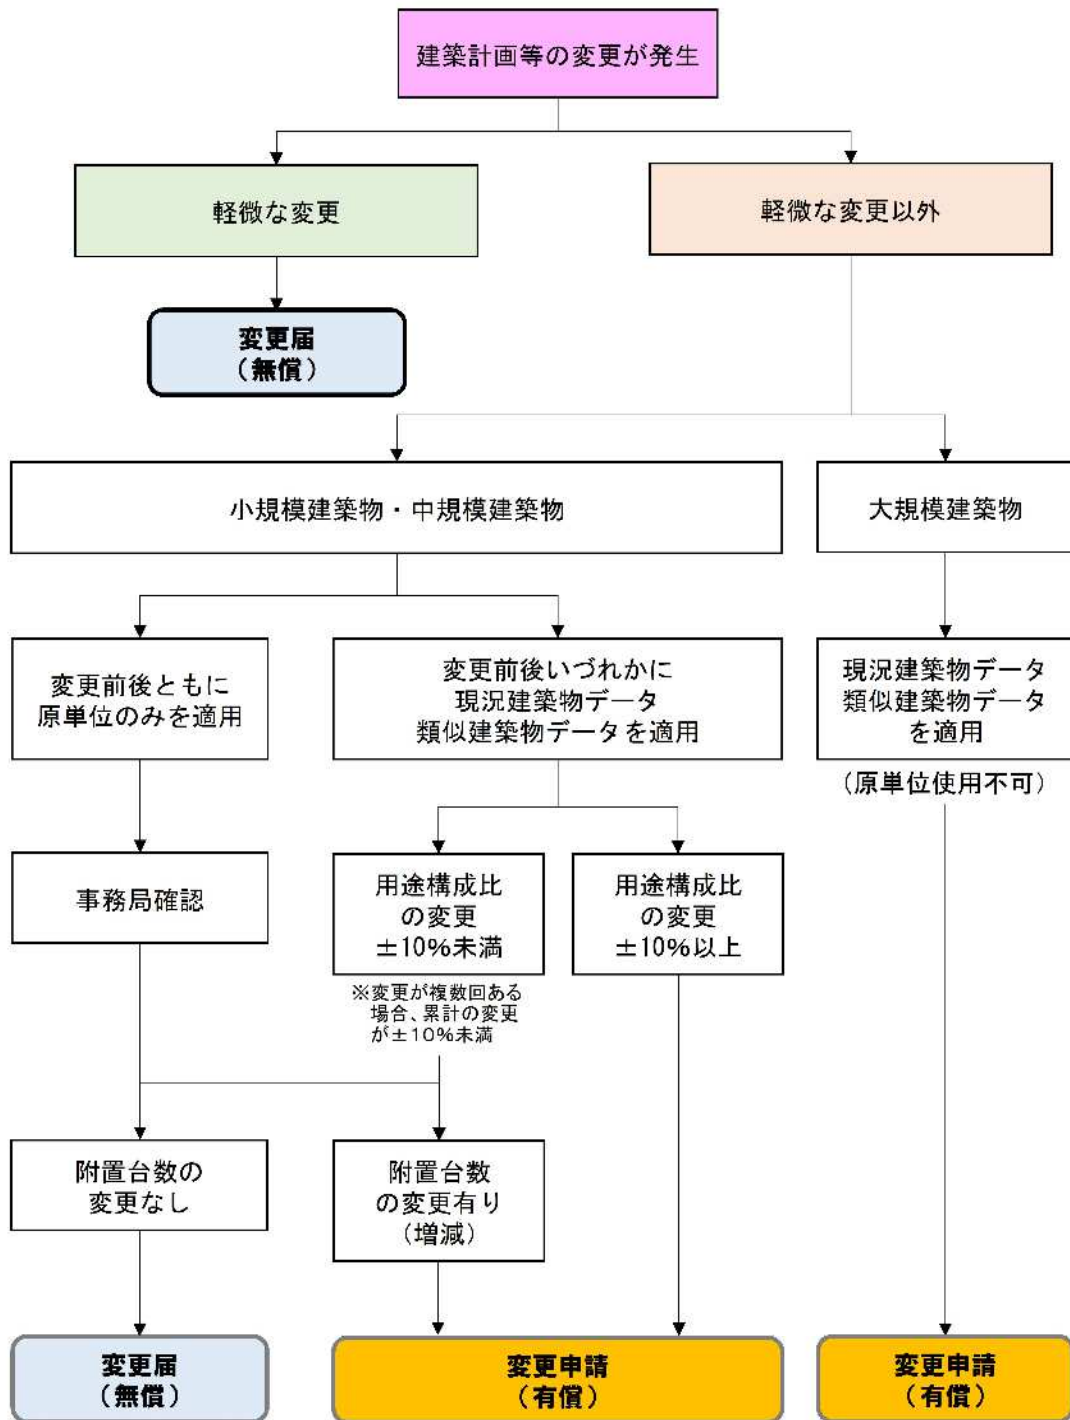 建築計画等の変更が発生
軽微な変更
軽微な変更以外
変更届
（無償）
小規模建築物・中規模建築物
大規模建築物
変更前後ともに
原単位のみを適用
変更前後いづれかに
現況建築物データ
類似建築物データを適用
現況建築物データ
類似建築物データ
を適用
（原単位使用不可）
事務局確認
用途構成比
の変更
±10％未満
用途構成比
の変更
±10％以上
※変更が複数回ある
場合、累計の変更
が±10％未満
附置台数の
変更なし
附置台数
の変更有り
（増減）
変更届
（無償）
変更申請
（有償）
変更申請
（有償）